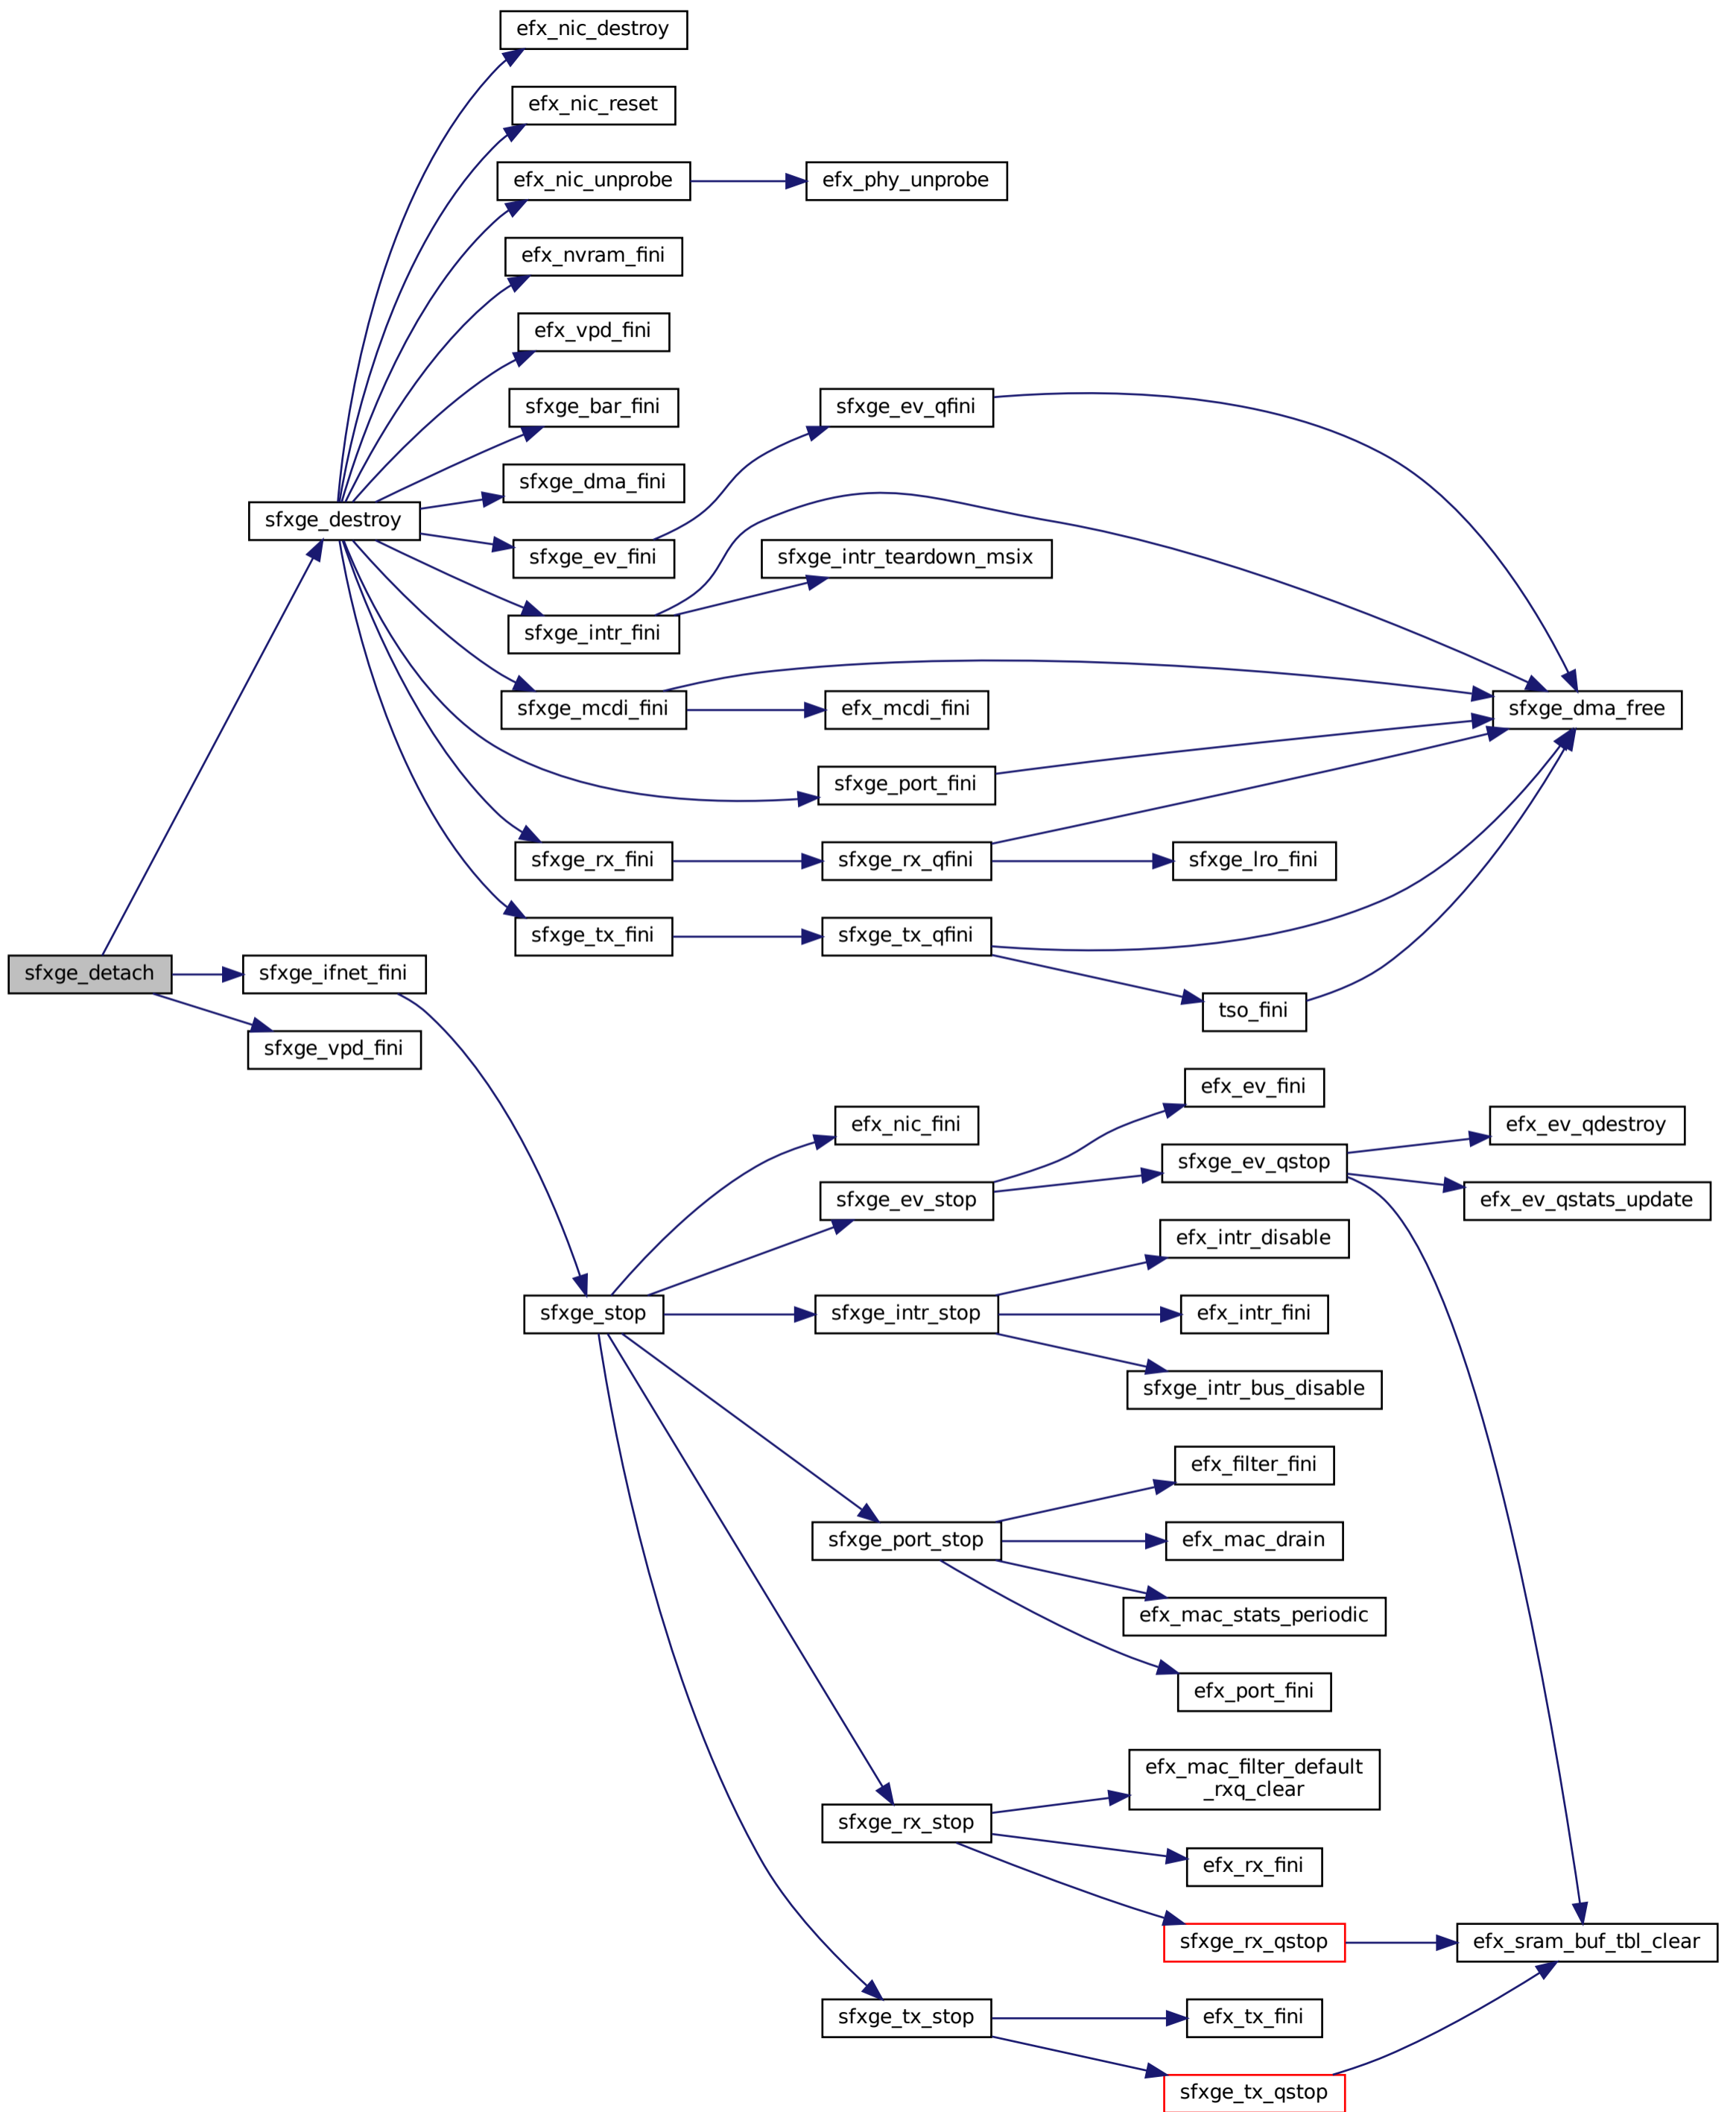 efx_nic_destroy
efx_nic_reset
efx_nic_unprobe
efx_phy_unprobe
efx_nvram_fini
efx_vpd_fini
sfxge_bar_fini
sfxge_ev_qfini
sfxge_dma_fini
sfxge_destroy
sfxge_ev_fini
sfxge_intr_teardown_msix
sfxge_intr_fini
sfxge_mcdi_fini
efx_mcdi_fini
sfxge_dma_free
sfxge_port_fini
sfxge_rx_fini
sfxge_rx_qfini
sfxge_lro_fini
sfxge_tx_fini
sfxge_tx_qfini
sfxge_detach
sfxge_ifnet_fini
tso_fini
sfxge_vpd_fini
efx_ev_fini
efx_nic_fini
efx_ev_qdestroy
sfxge_ev_qstop
sfxge_ev_stop
efx_ev_qstats_update
efx_intr_disable
sfxge_stop
sfxge_intr_stop
efx_intr_fini
sfxge_intr_bus_disable
efx_filter_fini
sfxge_port_stop
efx_mac_drain
efx_mac_stats_periodic
efx_port_fini
efx_mac_filter_default
_rxq_clear
sfxge_rx_stop
efx_rx_fini
sfxge_rx_qstop
efx_sram_buf_tbl_clear
sfxge_tx_stop
efx_tx_fini
sfxge_tx_qstop